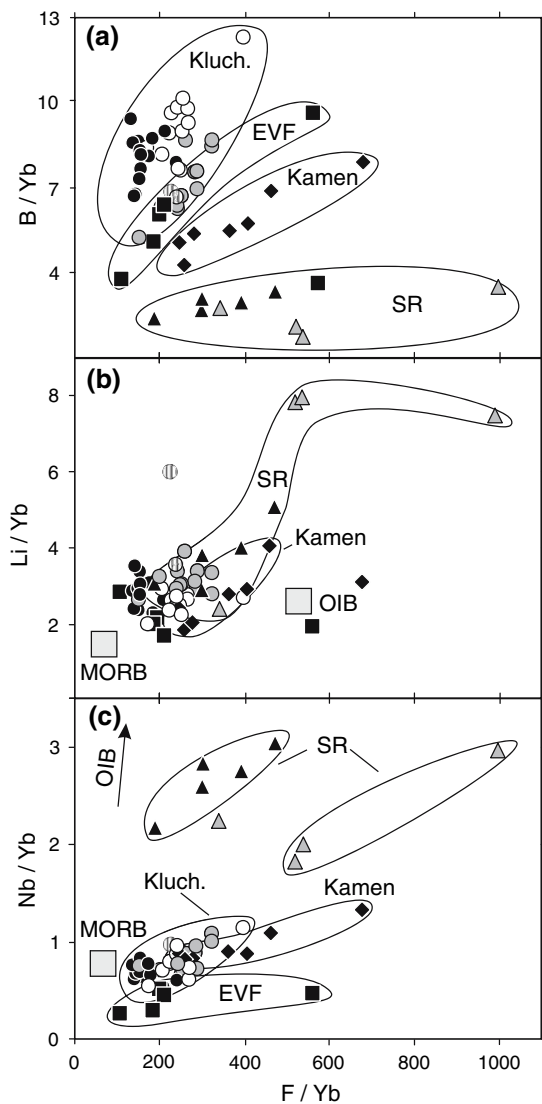 13
(a)
Kluch.
10
EVF
B / Yb
Kamen
7
4
SR
(b)
8
6
SR
Li / Yb
Kamen
4
OIB
2
MORB
(c)
SR
3
OIB
Nb / Yb
2
Kluch.
Kamen
MORB
1
EVF
0
0 200 400 600 800 1000
F / Yb